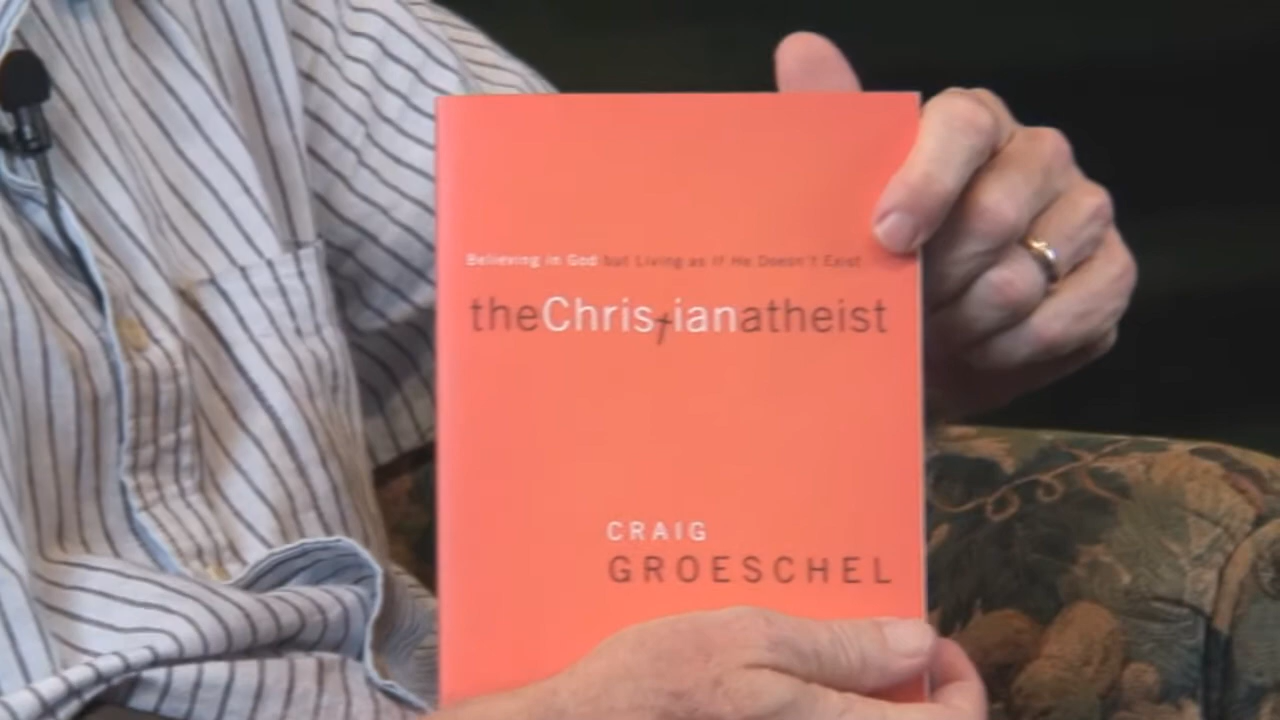 Believing in God but Living as If He Doesn't Exist
theChristianatheist
CRAIG
GROESCHEL